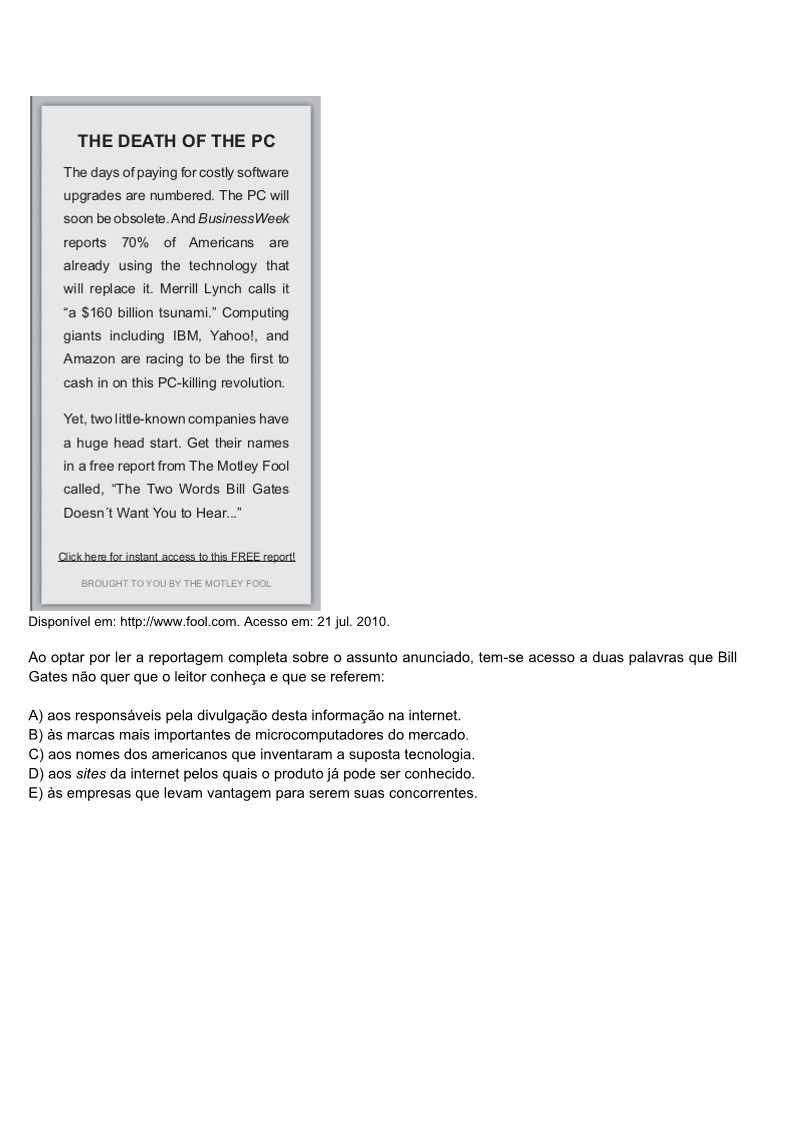 THE DEATH OF THE PC
The days of paying for costly software
upgrades are numbered. The PC will
soon be obsolete. And BusinessWeek
reports 70% of Americans are
already using the technology that
will replace it. Merrill Lynch calls it
“a $160 billion tsunami.” Computing
giants including IBM, Yahoo!, and
Amazon are racing to be the first to
cash in on this PC-killing revolution.
Yet, two little-known companies have
a huge head start. Get their names
in a free report from The Motley Fool
called, “The Two Words Bill Gates
Doesn´t Want You to Hear...”
Click here for instant access to this FREE report!
BROUGHT TO YOU BY THE MOTLEY FOOL
Disponível em: http://www.fool.com. Acesso em: 21 jul. 2010.
Ao optar por ler a reportagem completa sobre o assunto anunciado, tem-se acesso a duas palavras que Bill
Gates não quer que o leitor conheça e que se referem:
A) aos responsáveis pela divulgação desta informação na internet.
B) às marcas mais importantes de microcomputadores do mercado.
C) aos nomes dos americanos que inventaram a suposta tecnologia.
D) aos sites da internet pelos quais o produto já pode ser conhecido.
E) às empresas que levam vantagem para serem suas concorrentes.